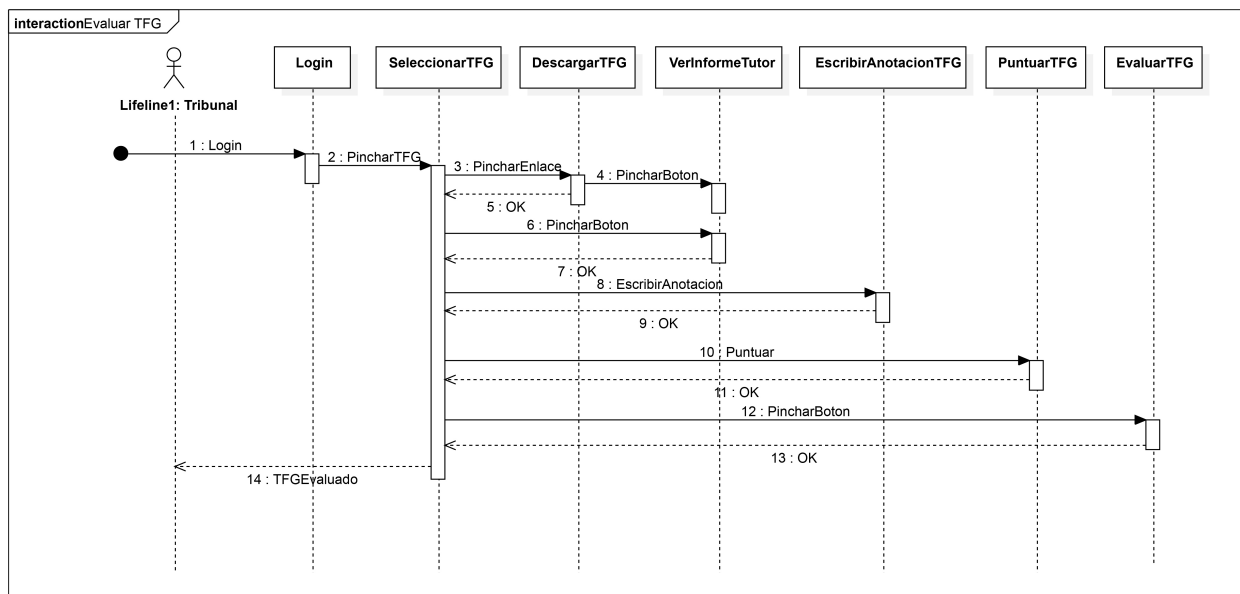 interactionEvaluar TFG
Lifeline1: Tribunal
Login
SeleccionarTFG
DescargarTFG
VerInformeTutor
EscribirAnotacionTFG
PuntuarTFG
EvaluarTFG
1 : Login
2 : PincharTFG
3 : PincharEnlace
4 : PincharBoton
5 : OK
6 : PincharBoton
7 : OK
8 : EscribirAnotacion
9 : OK
10 : Puntuar
11 : OK
12 : PincharBoton
13 : OK
14 : TFGEvaluado